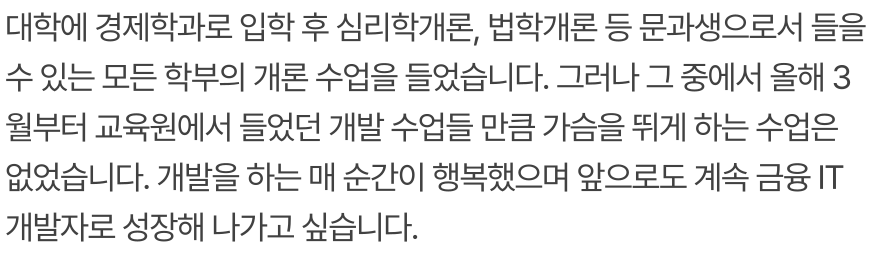 대학에 경제학과로 입학 후 심리학개론, 법학개론 등 문과생으로서 들을
수 있는 모든 학부의 개론 수업을 들었습니다. 그러나 그 중에서 올해 3
월부터 교육원에서 들었던 개발 수업들 만큼 가슴을 뛰게 하는 수업은
없었습니다. 개발을 하는 매 순간이 행복했으며 앞으로도 계속 금융 IT
개발자로 성장해 나가고 싶습니다.